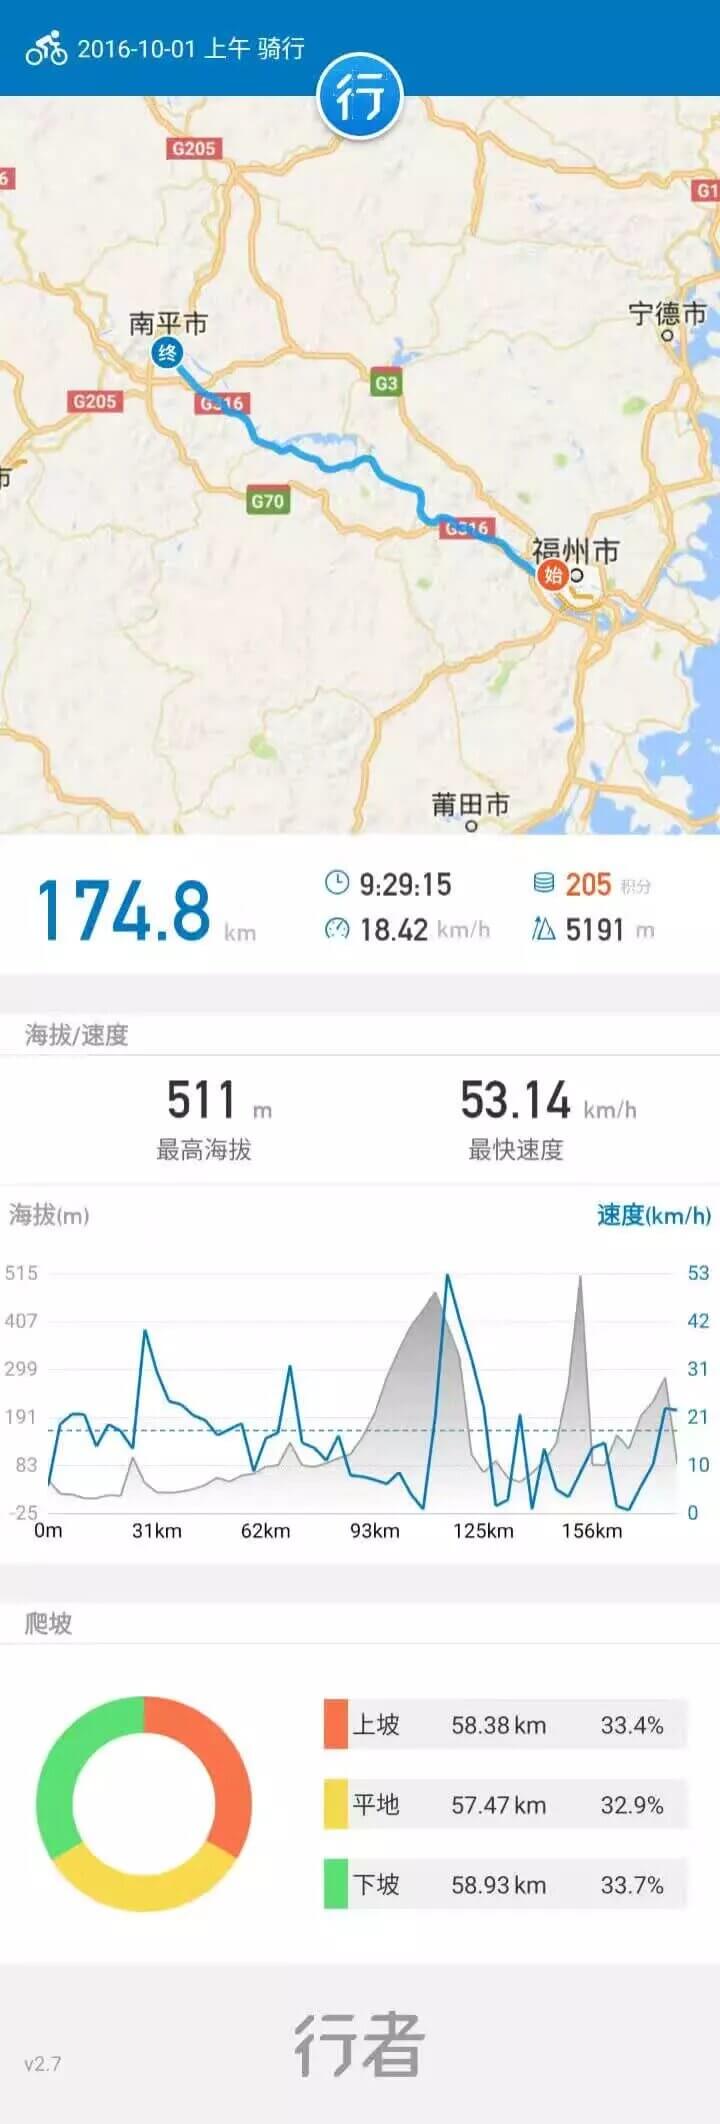 2016-10-01 上午 骑行
行
G205
6
G1
南平市
宁德市
终
G3
G205
G316
市
G70
G316
福州市
始
莆田市
174.8 km
9:29:15
205 积分
18.42 km/h
5191 m
海拔/速度
511 m
53.14 km/h
最高海拔
最快速度
海拔(m)
速度(km/h)
515
53
407
42
299
31
191
21
83
10
-25
0
0m 31km 62km 93km 125km 156km
爬坡
上坡 58.38 km 33.4%
平地 57.47 km 32.9%
下坡 58.93 km 33.7%
行者
v2.7